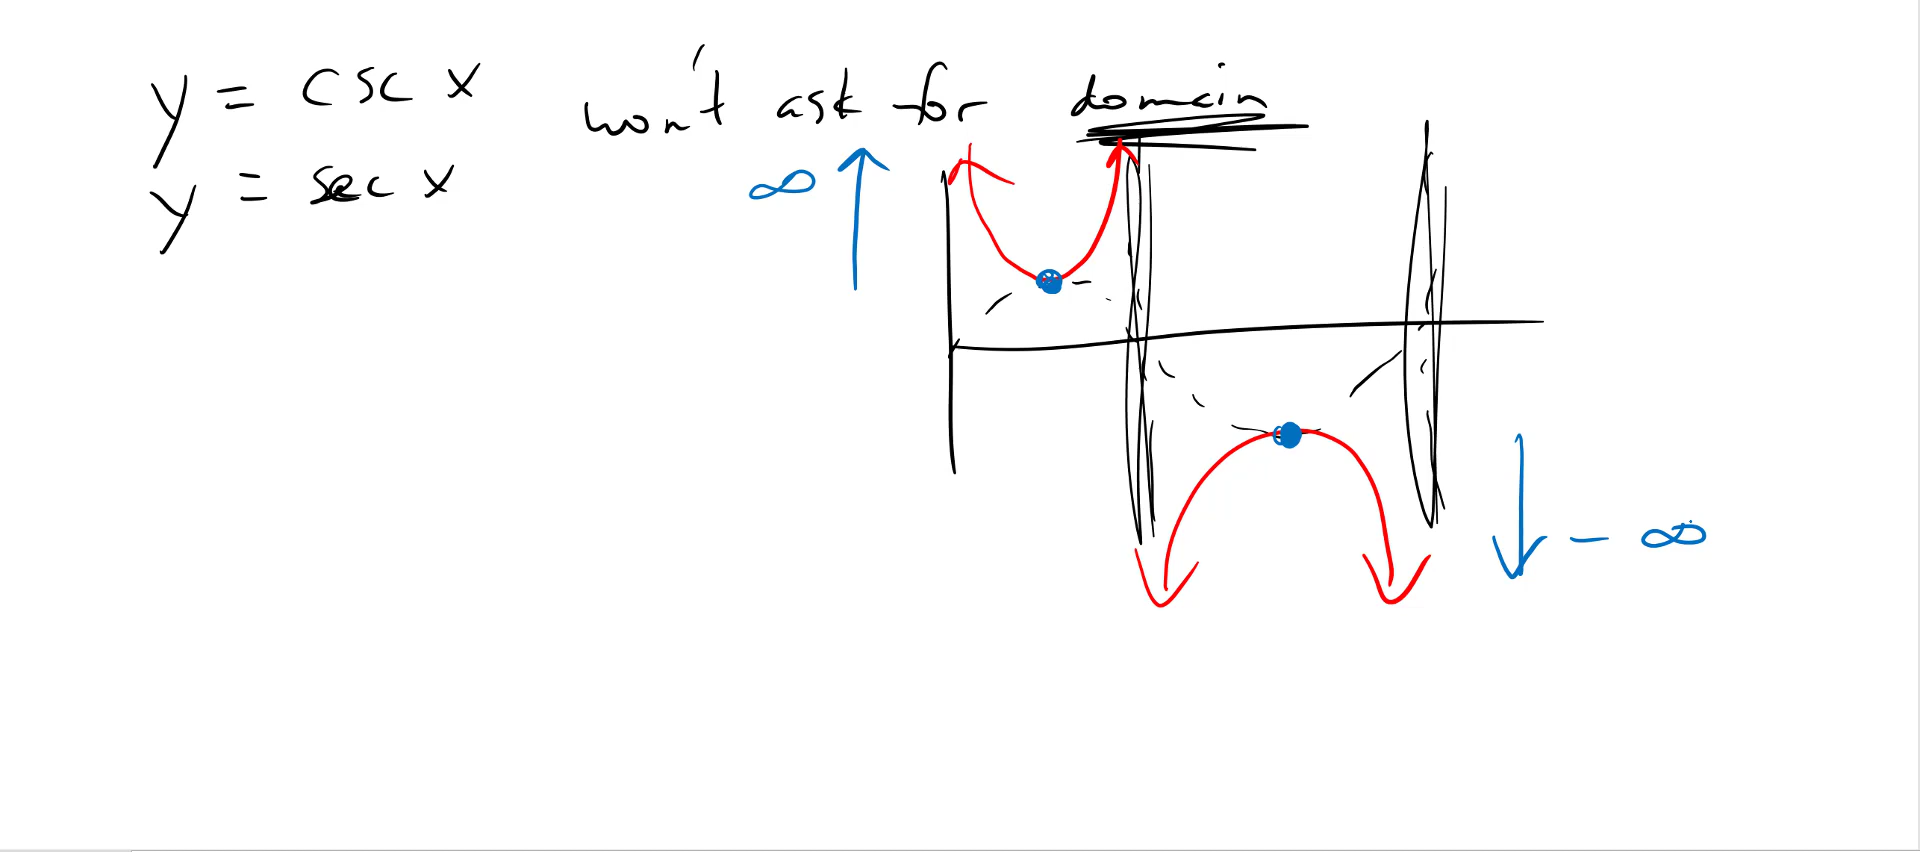 y = csc x won't ask for domain
y = sec x
∞
- ∞